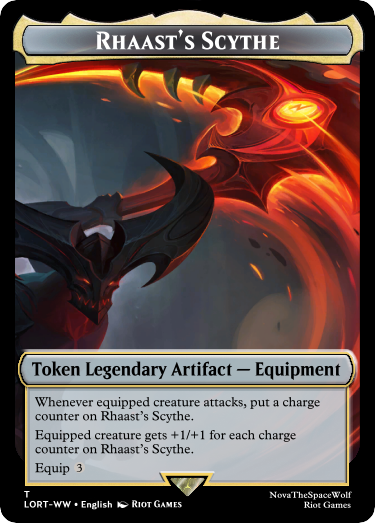 Rhaast's Scythe
Token Legendary Artifact — Equipment
Whenever equipped creature attacks, put a charge
counter on Rhaast's Scythe.
Equipped creature gets +1/+1 for each charge
counter on Rhaast's Scythe.
Equip 3
T
LORT-WW • English Riot Games
NovaTheSpaceWolf
Riot Games